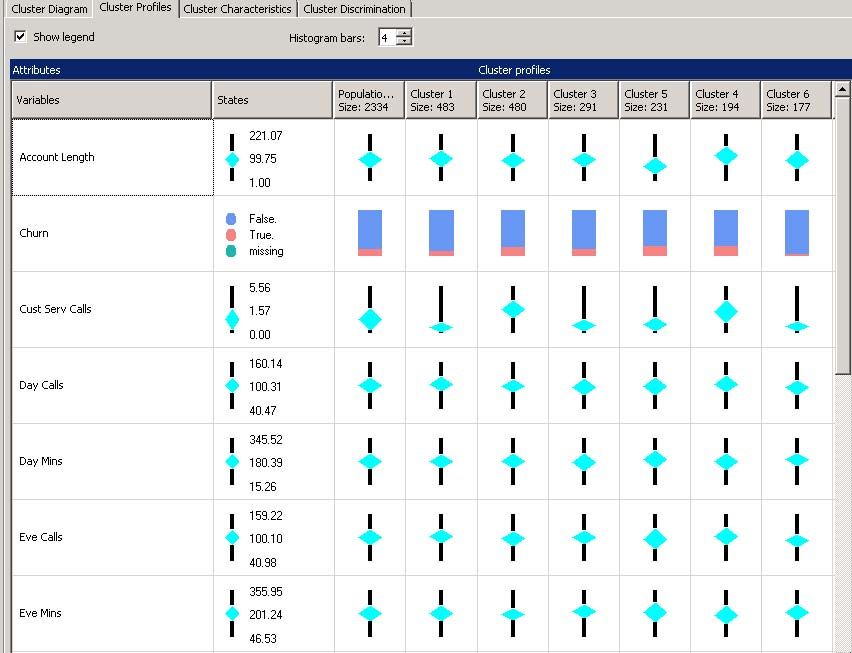 Cluster Diagram Cluster Profiles Cluster Characteristics Cluster Discrimination
Show legend Histogram bars: 4
Attributes Cluster profiles
Variables States Populatio... Cluster 1 Cluster 2 Cluster 3 Cluster 5 Cluster 4 Cluster 6
Size: 2334 Size: 483 Size: 480 Size: 291 Size: 231 Size: 194 Size: 177
221.07
Account Length 99.75
1.00
False.
Churn True.
missing
5.56
Cust Serv Calls 1.57
0.00
160.14
Day Calls 100.31
40.47
345.52
Day Mins 180.39
15.26
159.22
Eve Calls 100.10
40.98
355.95
Eve Mins 201.24
46.53